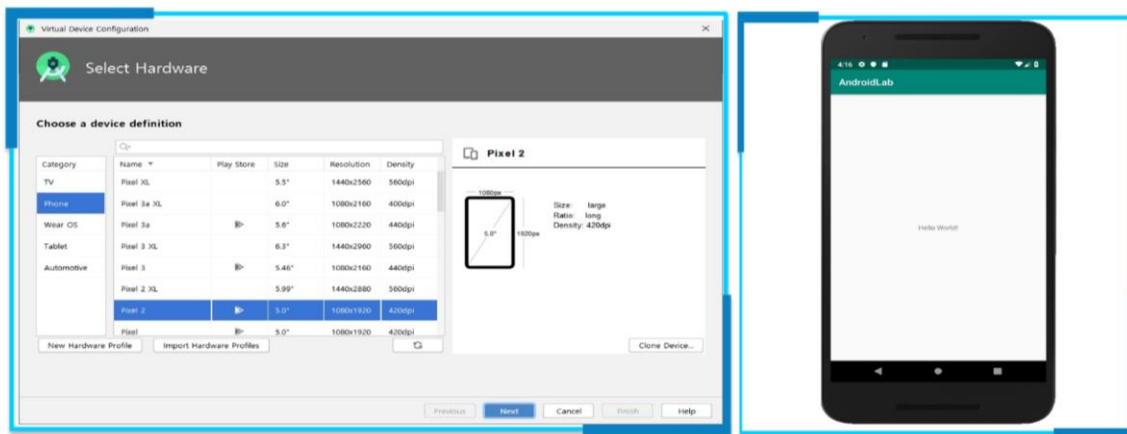 Virtual Device Configuration
Select Hardware
Choose a device definition
Category Name Play Store Size Resolution Density
TV Pixel XL 5.5" 1440x2560 560dpi
Phone Pixel 3a XL 6.0" 1080x2160 400dpi
Wear OS Pixel 3a 5.6" 1080x2220 440dpi
Tablet Pixel 3 XL 6.3" 1440x2960 560dpi
Automotive Pixel 3 5.46" 1080x2160 440dpi
Pixel 2 XL 5.99" 1440x2880 560dpi
Pixel 2 5.0" 1080x1920 420dpi
Pixel 5.0" 1080x1920 420dpi
New Hardware Profile Import Hardware Profiles
Pixel 2
1080px
5.0" 1920px
Size: large
Ratio: long
Density: 420dpi
Clone Device...
Previous Next Cancel Finish Help
4:16
AndroidLab
Hello World!